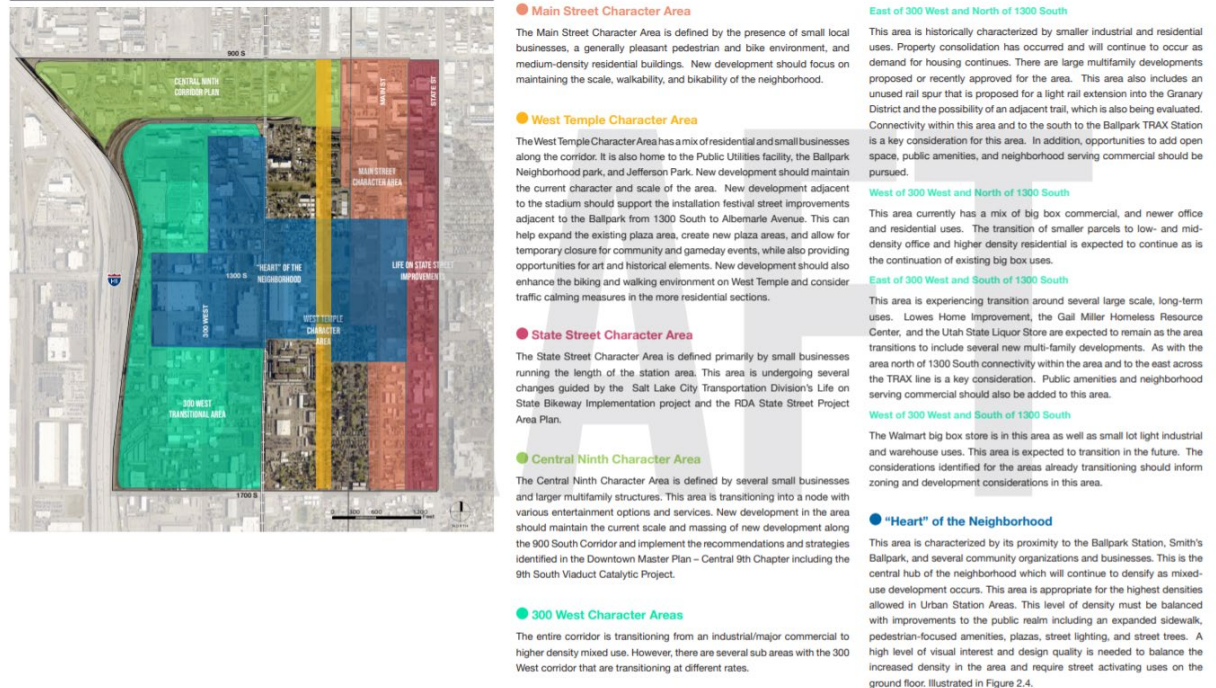 900 S
CENTRAL NINTH
CORRIDOR PLAN
MAIN ST
STATE ST
MAIN STREET
CHARACTER AREA
1300 S
"HEART" OF THE
NEIGHBORHOOD
LIFE ON STATE STREET
IMPROVEMENTS
300 WEST
WEST TEMPLE
CHARACTER
AREA
300 WEST
TRANSITIONAL AREA
1700 S
Main Street Character Area
The Main Street Character Area is defined by the presence of small local
businesses, a generally pleasant pedestrian and bike environment, and
medium-density residential buildings. New development should focus on
maintaining the scale, walkability, and bikability of the neighborhood.
West Temple Character Area
The West Temple Character Area has a mix of residential and small businesses
along the corridor. It is also home to the Public Utilities facility, the Ballpark
Neighborhood park, and Jefferson Park. New development should maintain
the current character and scale of the area. New development adjacent
to the stadium should support the installation festival street improvements
adjacent to the Ballpark from 1300 South to Albemarle Avenue. This can
help expand the existing plaza area, create new plaza areas, and allow for
temporary closure for community and gameday events, while also providing
opportunities for art and historical elements. New development should also
enhance the biking and walking environment on West Temple and consider
traffic calming measures in the more residential sections.
State Street Character Area
The State Street Character Area is defined primarily by small businesses
running the length of the station area. This area is undergoing several
changes guided by the Salt Lake City Transportation Division's Life on
State Bikeway Implementation project and the RDA State Street Project
Area Plan.
Central Ninth Character Area
The Central Ninth Character Area is defined by several small businesses
and larger multifamily structures. This area is transitioning into a node with
various entertainment options and services. New development in the area
should maintain the current scale and massing of new development along
the 900 South Corridor and implement the recommendations and strategies
identified in the Downtown Master Plan – Central 9th Chapter including the
9th South Viaduct Catalytic Project.
300 West Character Areas
The entire corridor is transitioning from an industrial/major commercial to
higher density mixed use. However, there are several sub areas with the 300
West corridor that are transitioning at different rates.
East of 300 West and North of 1300 South
This area is historically characterized by smaller industrial and residential
uses. Property consolidation has occurred and will continue to occur as
demand for housing continues. There are large multifamily developments
proposed or recently approved for the area. This area also includes an
unused rail spur that is proposed for a light rail extension into the Granary
District and the possibility of an adjacent trail, which is also being evaluated.
Connectivity within this area and to the south to the Ballpark TRAX Station
is a key consideration for this area. In addition, opportunities to add open
space, public amenities, and neighborhood serving commercial should be
pursued.
West of 300 West and North of 1300 South
This area currently has a mix of big box commercial, and newer office
and residential uses. The transition of smaller parcels to low- and mid-
density office and higher density residential is expected to continue as is
the continuation of existing big box uses.
East of 300 West and South of 1300 South
This area is experiencing transition around several large scale, long-term
uses. Lowes Home Improvement, the Gail Miller Homeless Resource
Center, and the Utah State Liquor Store are expected to remain as the area
transitions to include several new multi-family developments. As with the
area north of 1300 South connectivity within the area and to the east across
the TRAX line is a key consideration. Public amenities and neighborhood
serving commercial should also be added to this area.
West of 300 West and South of 1300 South
The Walmart big box store is in this area as well as small lot light industrial
and warehouse uses. This area is expected to transition in the future. The
considerations identified for the areas already transitioning should inform
zoning and development considerations in this area.
"Heart" of the Neighborhood
This area is characterized by its proximity to the Ballpark Station, Smith's
Ballpark, and several community organizations and businesses. This is the
central hub of the neighborhood which will continue to densify as mixed-
use development occurs. This area is appropriate for the highest densities
allowed in Urban Station Areas. This level of density must be balanced
with improvements to the public realm including an expanded sidewalk,
pedestrian-focused amenities, plazas, street lighting, and street trees. A
high level of visual interest and design quality is needed to balance the
increased density in the area and require street activating uses on the
ground floor. Illustrated in Figure 2.4.